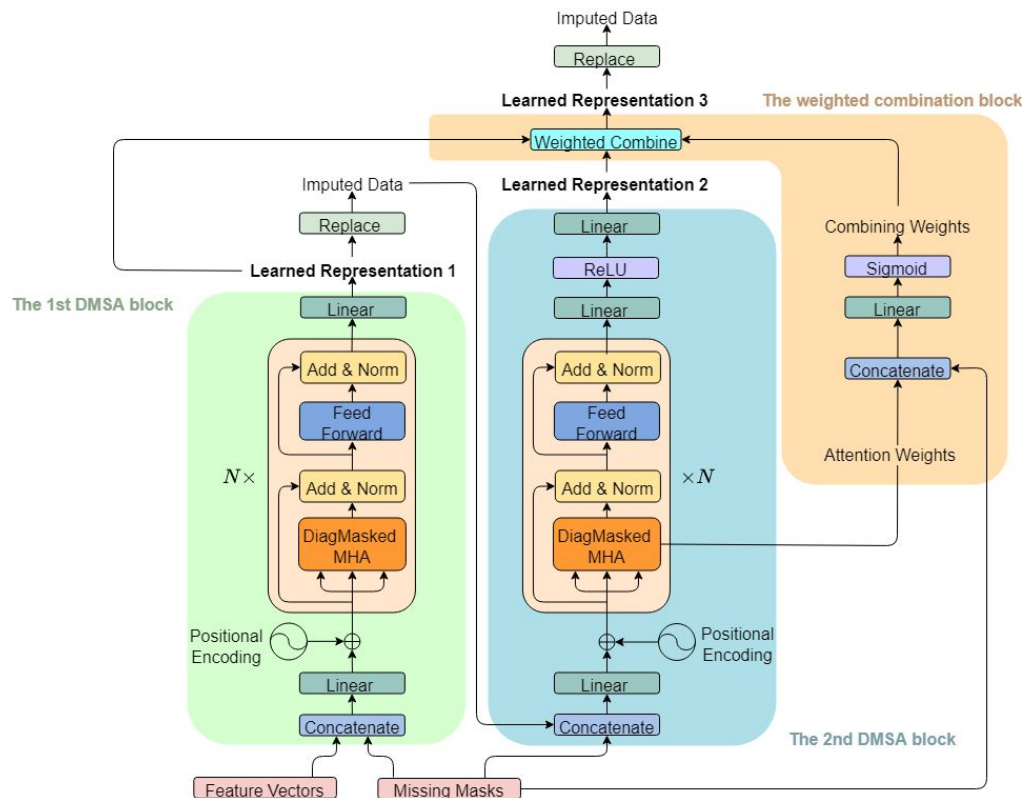 Imputed Data
Replace
Learned Representation 3
The weighted combination block
Weighted Combine
Imputed Data
Learned Representation 2
Replace
Linear
Combining Weights
Learned Representation 1
ReLU
Sigmoid
The 1st DMSA block
Linear
Linear
Linear
Add & Norm
Add & Norm
Concatenate
Feed
Forward
Feed
Forward
Attention Weights
N×
Add & Norm
Add & Norm
×N
DiagMasked
MHA
DiagMasked
MHA
Positional
Encoding
Positional
Encoding
Linear
Linear
Concatenate
Concatenate
The 2nd DMSA block
Feature Vectors
Missing Masks